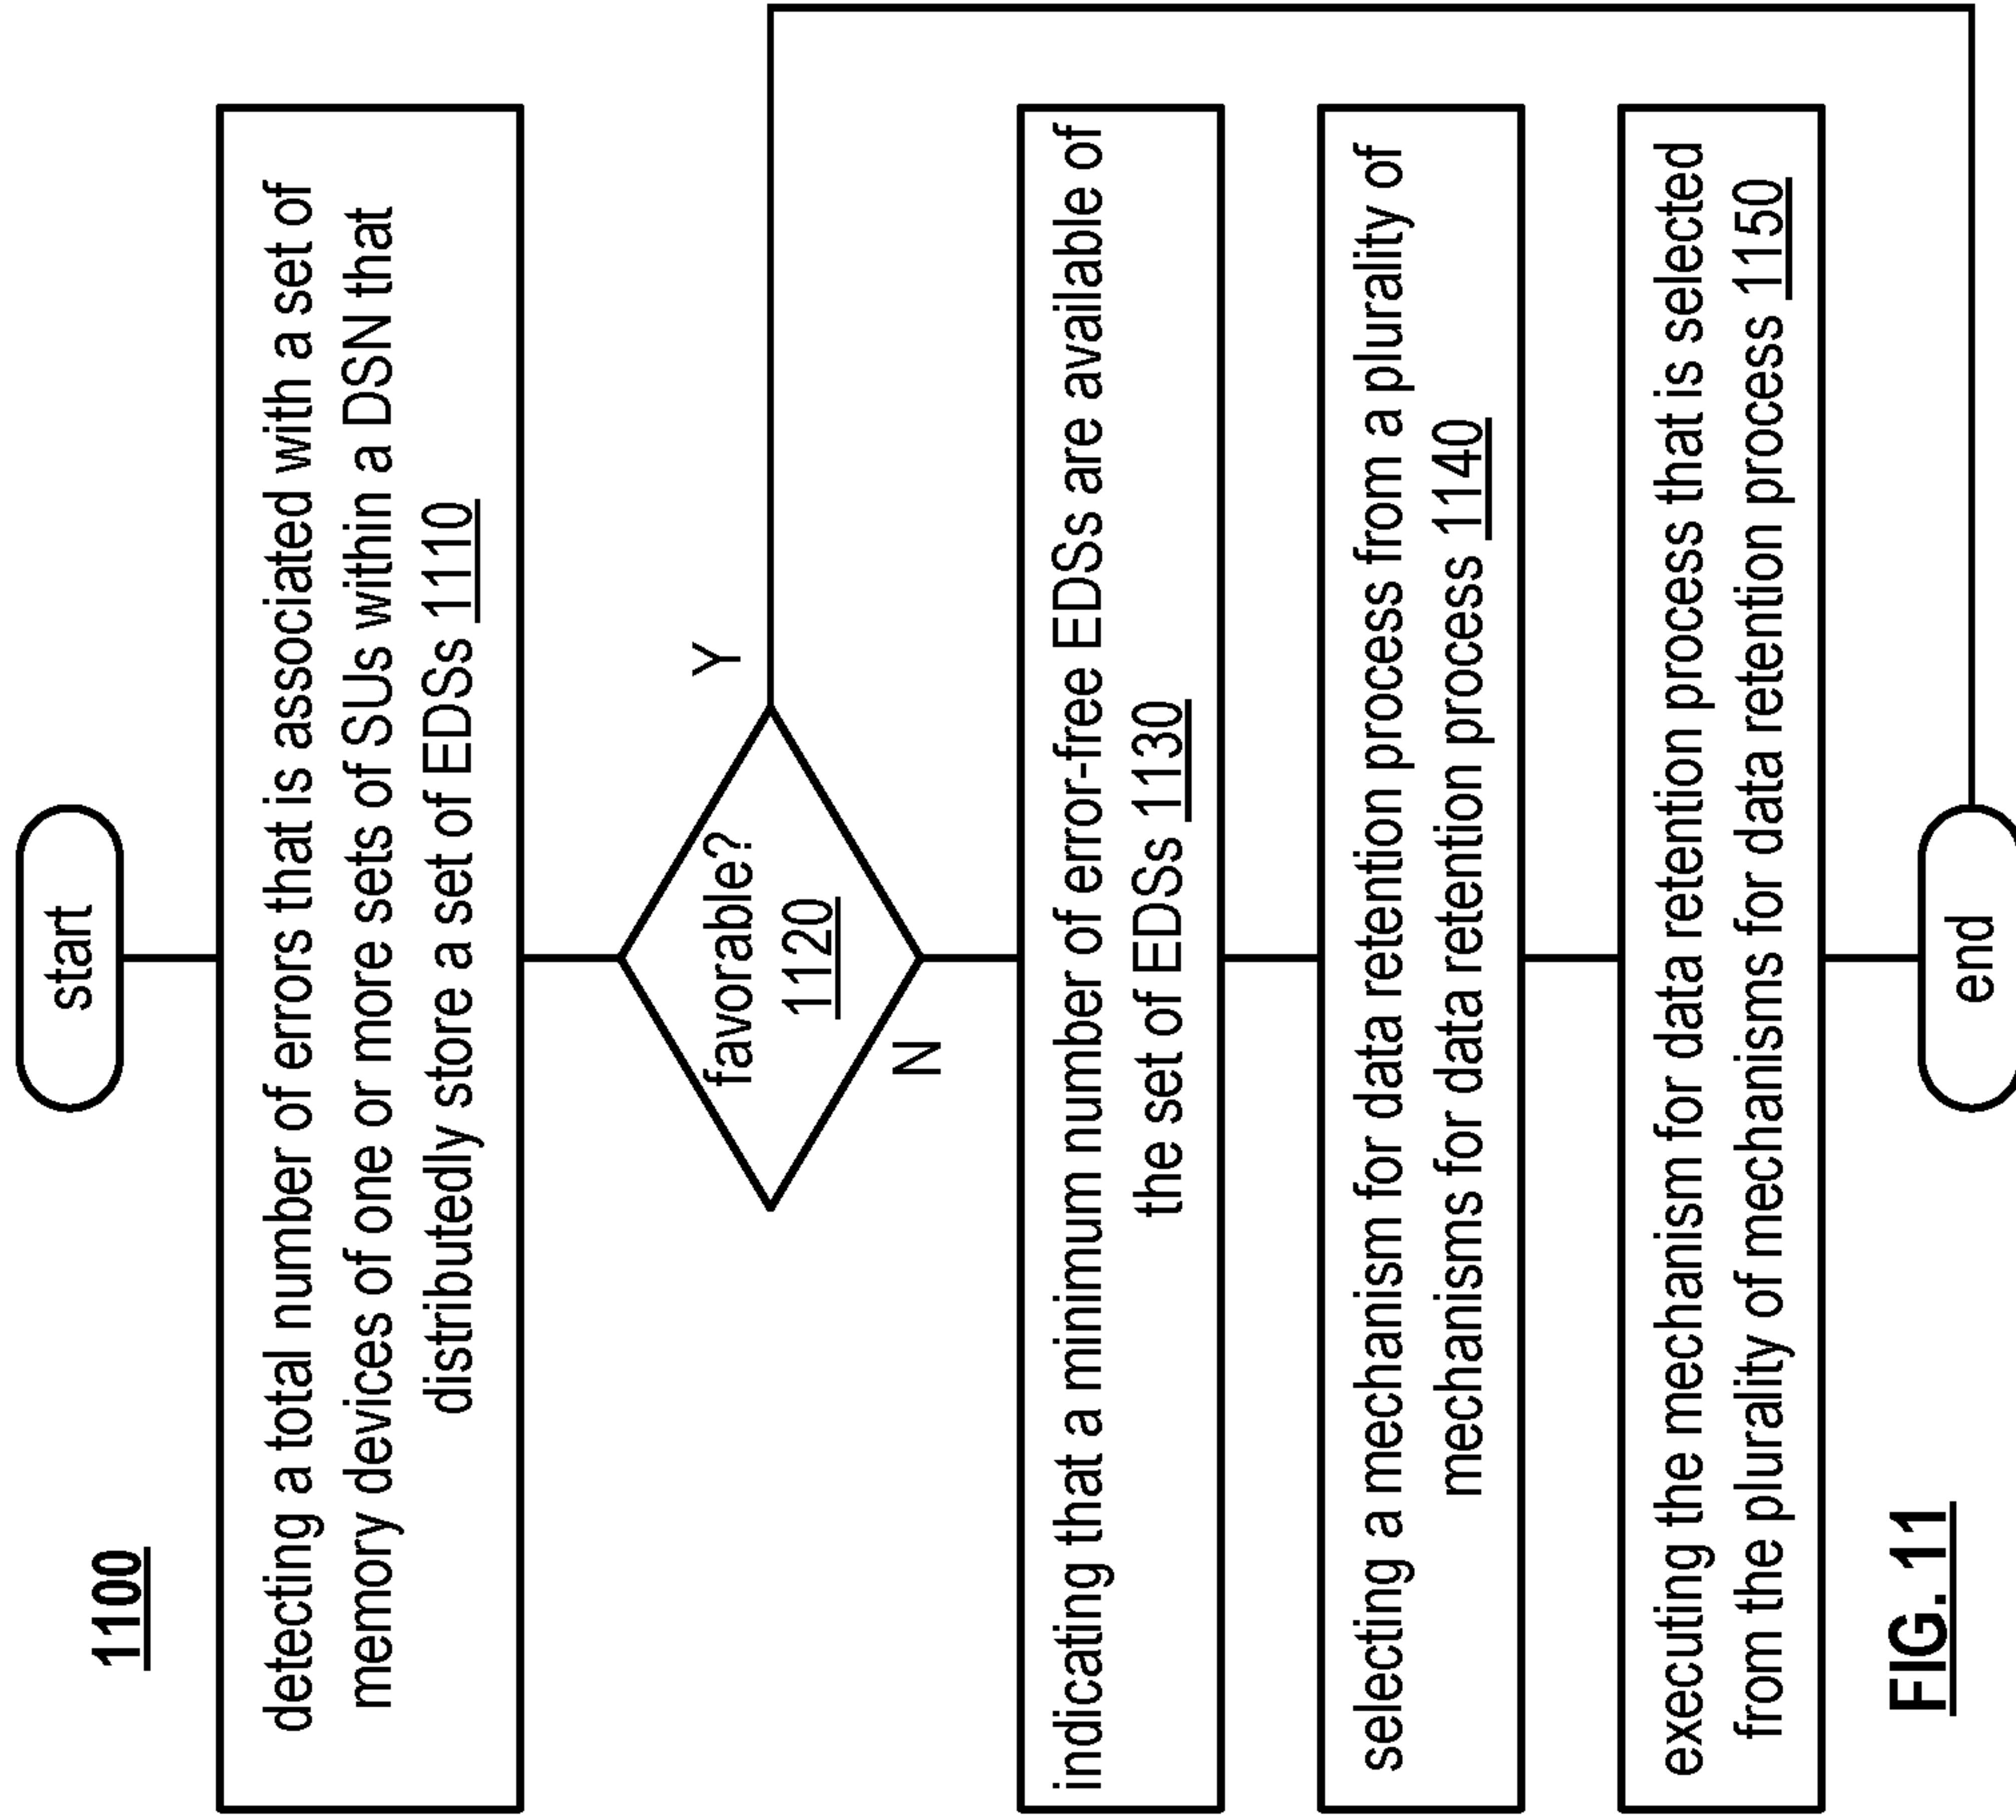 1100
start
detecting a total number of errors that is associated with a set of
memory devices of one or more sets of SUs within a DSN that
distributedly store a set of EDSs 1110
favorable?
1120
Y
N
indicating that a minimum number of error-free EDSs are available of
the set of EDSs 1130
selecting a mechanism for data retention process from a plurality of
mechanisms for data retention process 1140
executing the mechanism for data retention process that is selected
from the plurality of mechanisms for data retention process 1150
end
FIG. 11